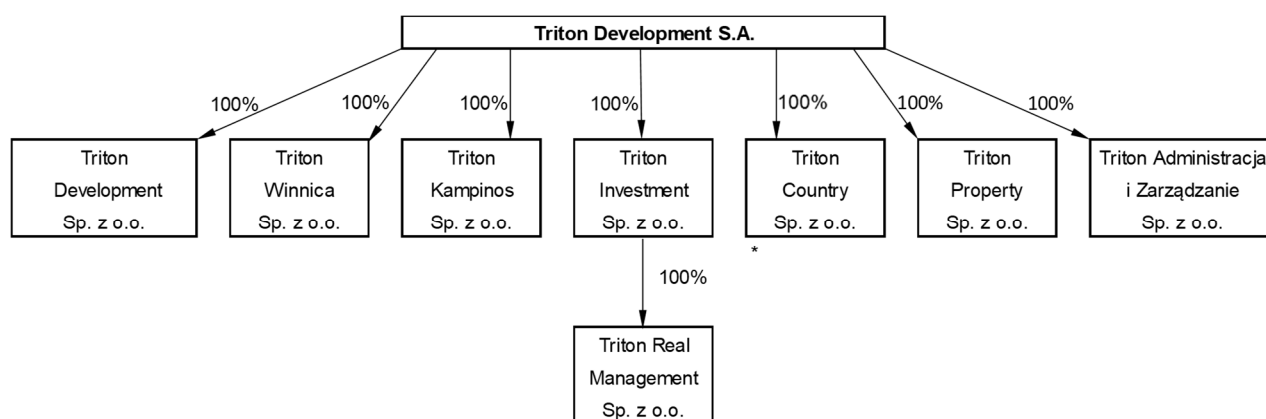 Triton Development S.A.
100%
100%
100%
100%
100%
100%
100%
Triton
Development
Sp. z o.o.
Triton
Winnica
Sp. z o.o.
Triton
Kampinos
Sp. z o.o.
Triton
Investment
Sp. z o.o.
Triton
Country
Sp. z o.o.
*
Triton
Property
Sp. z o.o.
Triton Administracja
i Zarządzanie
Sp. z o.o.
100%
Triton Real
Management
Sp. z o.o.